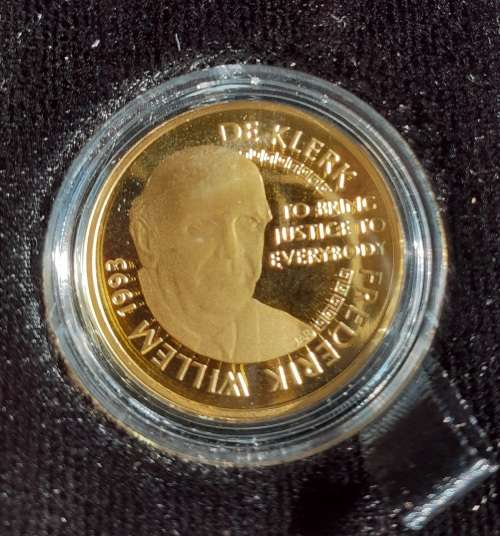 DE KLERK
TO BRING
JUSTICE TO
EVERYBODY
FREDERIK WILLEM 1993